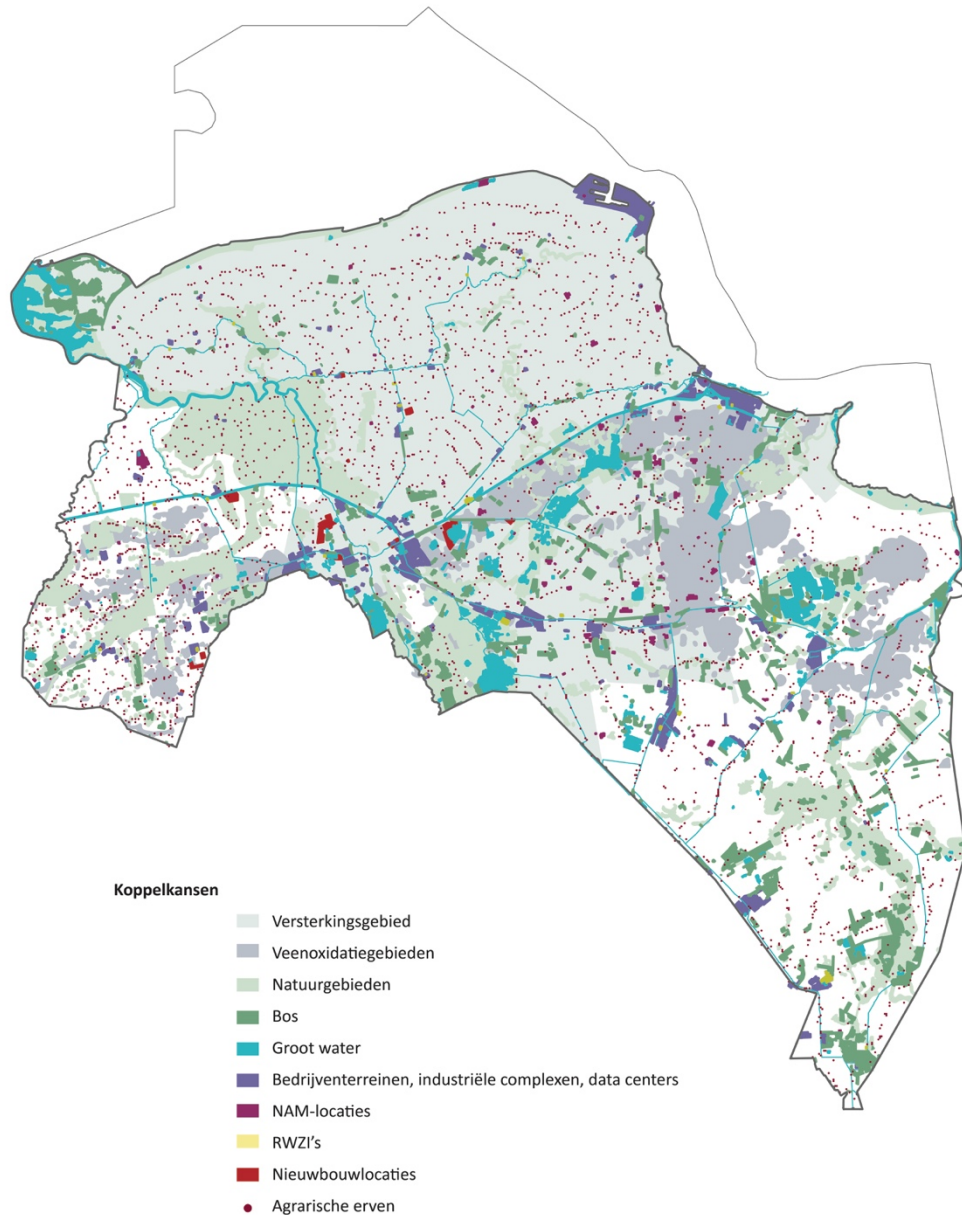 Koppelkansen
Versterkingsgebied
Veenoxidatiegebieden
Natuurgebieden
Bos
Groot water
Bedrijventerreinen, industriële complexen, data centers
NAM-locaties
RWZI's
Nieuwbouwlocaties
Agrarische erven